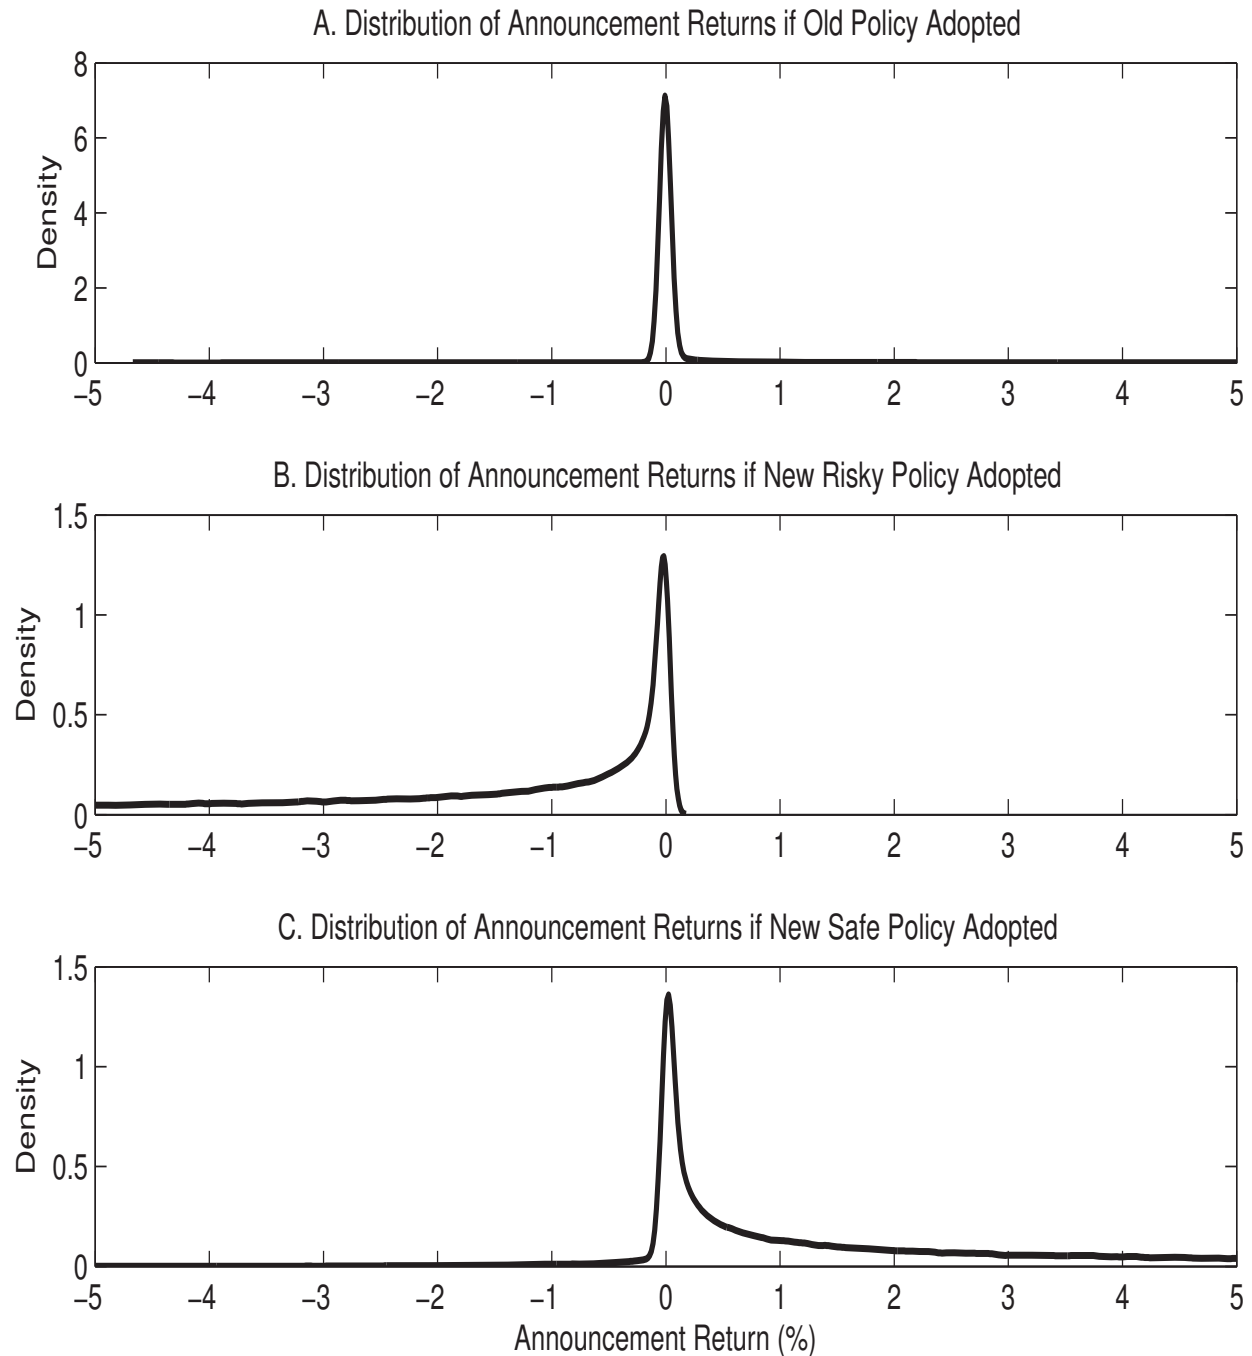 A. Distribution of Announcement Returns if Old Policy Adopted
8
6
4
2
0
Density
−5 −4 −3 −2 −1 0 1 2 3 4 5
B. Distribution of Announcement Returns if New Risky Policy Adopted
1.5
1
0.5
0
Density
−5 −4 −3 −2 −1 0 1 2 3 4 5
C. Distribution of Announcement Returns if New Safe Policy Adopted
1.5
1
0.5
0
Density
−5 −4 −3 −2 −1 0 1 2 3 4 5
Announcement Return (%)